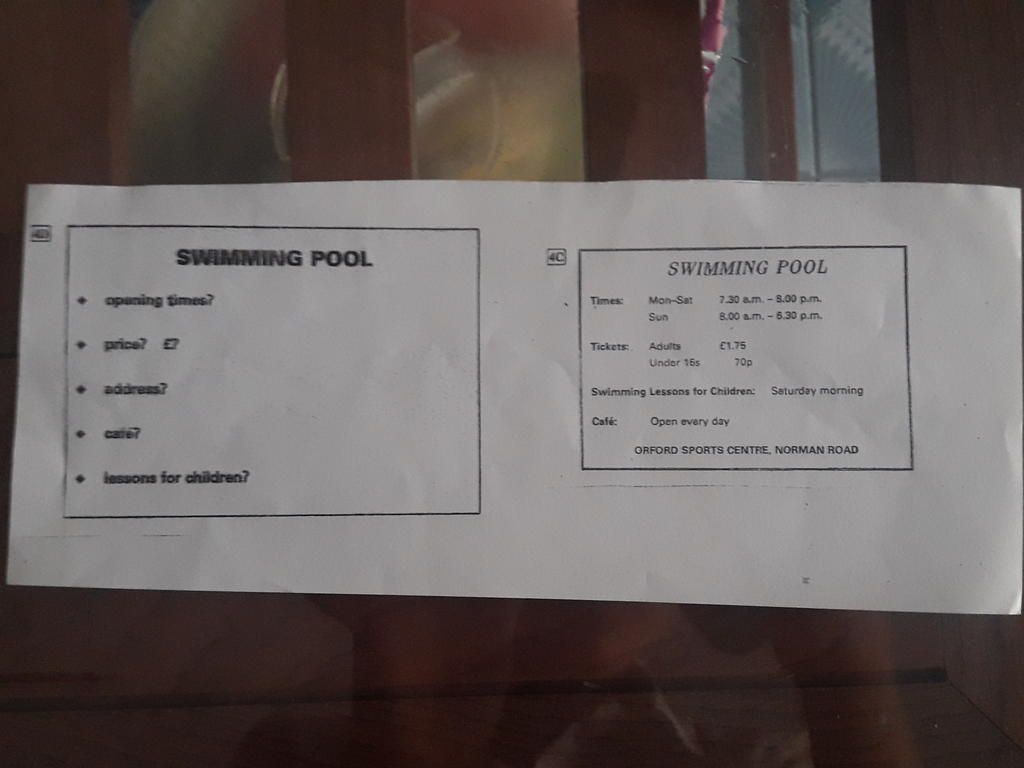 4D
SWIMMING POOL
◆ opening times?
◆ price? £?
◆ address?
◆ café?
◆ lessons for children?
4C
SWIMMING POOL
Times: Mon–Sat 7.30 a.m. – 8.00 p.m.
Sun 8.00 a.m. – 6.30 p.m.
Tickets: Adults £1.75
Under 16s 70p
Swimming Lessons for Children: Saturday morning
Café: Open every day
ORFORD SPORTS CENTRE, NORMAN ROAD